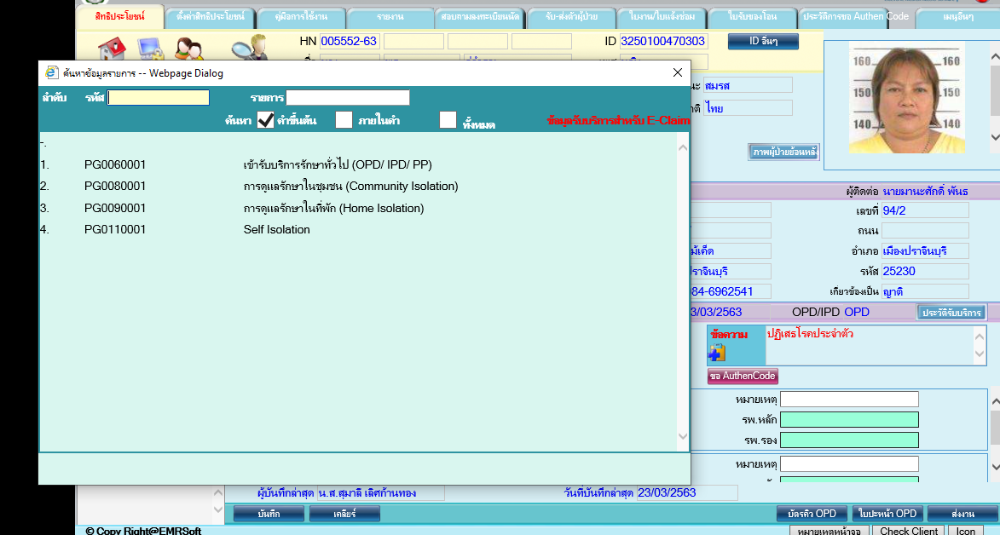 สิทธิประโยชน์ ตั้งค่าสิทธิประโยชน์ คู่มือการใช้งาน รายงาน สอบถามลงทะเบียนนัด รับ-ส่งตัวผู้ป่วย ใบงาน/ใบแจ้งซ่อม ใบรับของโอน ประวัติการขอ Authen Code เมนูอื่นๆ
HN 005552-63 ID 3250100470303 ID อื่นๆ
ค้นหาข้อมูลรายการ -- Webpage Dialog
สมรส
ไทย
ลำดับ รหัส รายการ
ค้นหา คำขึ้นต้น ภายในคำ ทั้งหมด ข้อมูลรับบริการสำหรับ E-Claim
160 160
150 150
140 140
-.
1. PG0060001 เข้ารับบริการรักษาทั่วไป (OPD/ IPD/ PP)
2. PG0080001 การดูแลรักษาในชุมชน (Community Isolation)
3. PG0090001 การดูแลรักษาในที่พัก (Home Isolation)
4. PG0110001 Self Isolation
ภาพผู้ป่วยย้อนหลัง
ผู้ติดต่อ นายมานะศักดิ์ พันธ
เลขที่ 94/2
ถนน
ม้เค็ด อำเภอ เมืองปราจีนบุรี
ราจีนบุรี รหัส 25230
84-6962541 เกี่ยวข้องเป็น ญาติ
3/03/2563 OPD/IPD OPD ประวัติรับบริการ
ข้อความ ปฏิเสธโรคประจำตัว
ขอ AuthenCode
หมายเหตุ
รพ.หลัก
รพ.รอง
หมายเหตุ
ผู้บันทึกล่าสุด น.ส.สุมาลี เลิศก้านทอง วันที่บันทึกล่าสุด 23/03/2563
บันทึก เคลียร์ บัตรคิว OPD ใบปะหน้า OPD ส่งงาน
© Copy Right@EMRSoft หมายเหตุหน้าจอ Check Client Icon